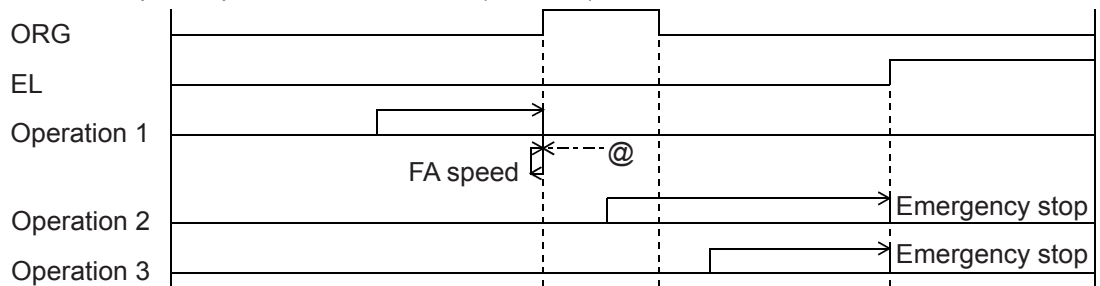 ORG
EL
Operation 1
@
FA speed
Operation 2
Emergency stop
Operation 3
Emergency stop